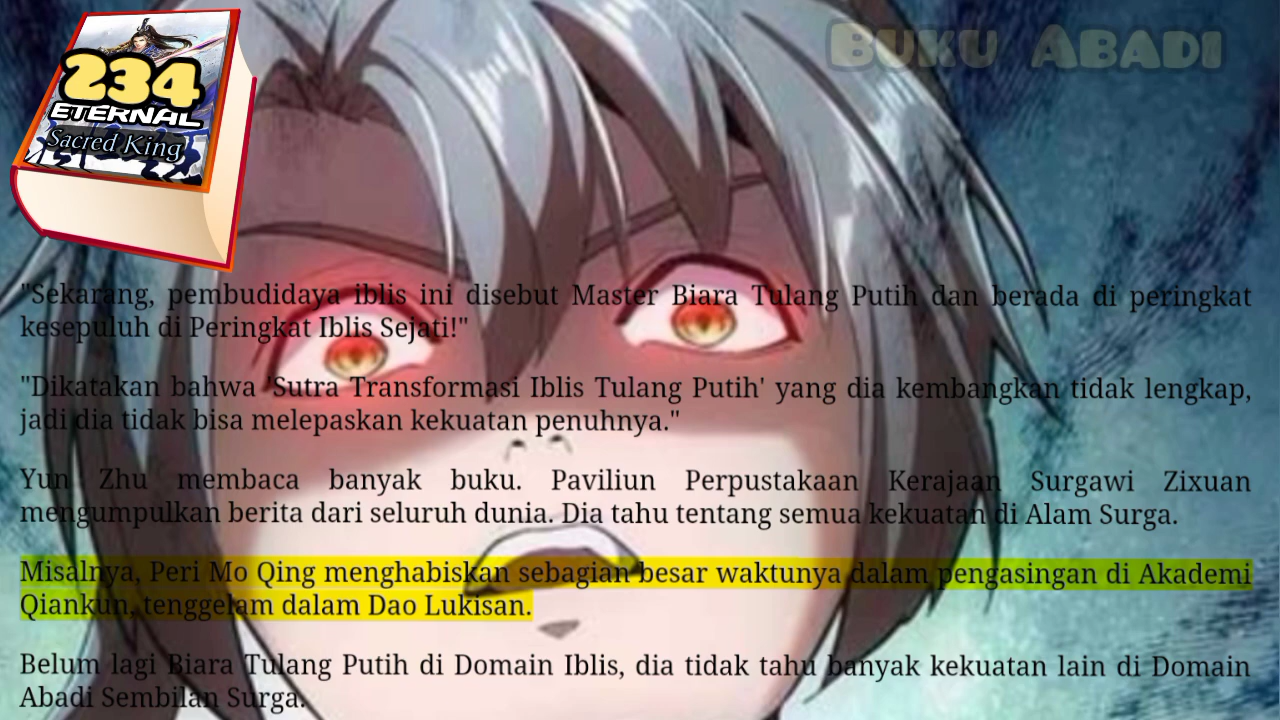 Buku Abadi
234
ETERNAL
Sacred King
"Sekarang, pembudidaya iblis ini disebut Master Biara Tulang Putih dan berada di peringkat
kesepuluh di Peringkat Iblis Sejati!"
"Dikatakan bahwa 'Sutra Transformasi Iblis Tulang Putih' yang dia kembangkan tidak lengkap,
jadi dia tidak bisa melepaskan kekuatan penuhnya."
Yun Zhu membaca banyak buku. Paviliun Perpustakaan Kerajaan Surgawi Zixuan
mengumpulkan berita dari seluruh dunia. Dia tahu tentang semua kekuatan di Alam Surga.
Misalnya, Peri Mo Qing menghabiskan sebagian besar waktunya dalam pengasingan di Akademi
Qiankun, tenggelam dalam Dao Lukisan.
Belum lagi Biara Tulang Putih di Domain Iblis, dia tidak tahu banyak kekuatan lain di Domain
Abadi Sembilan Surga.